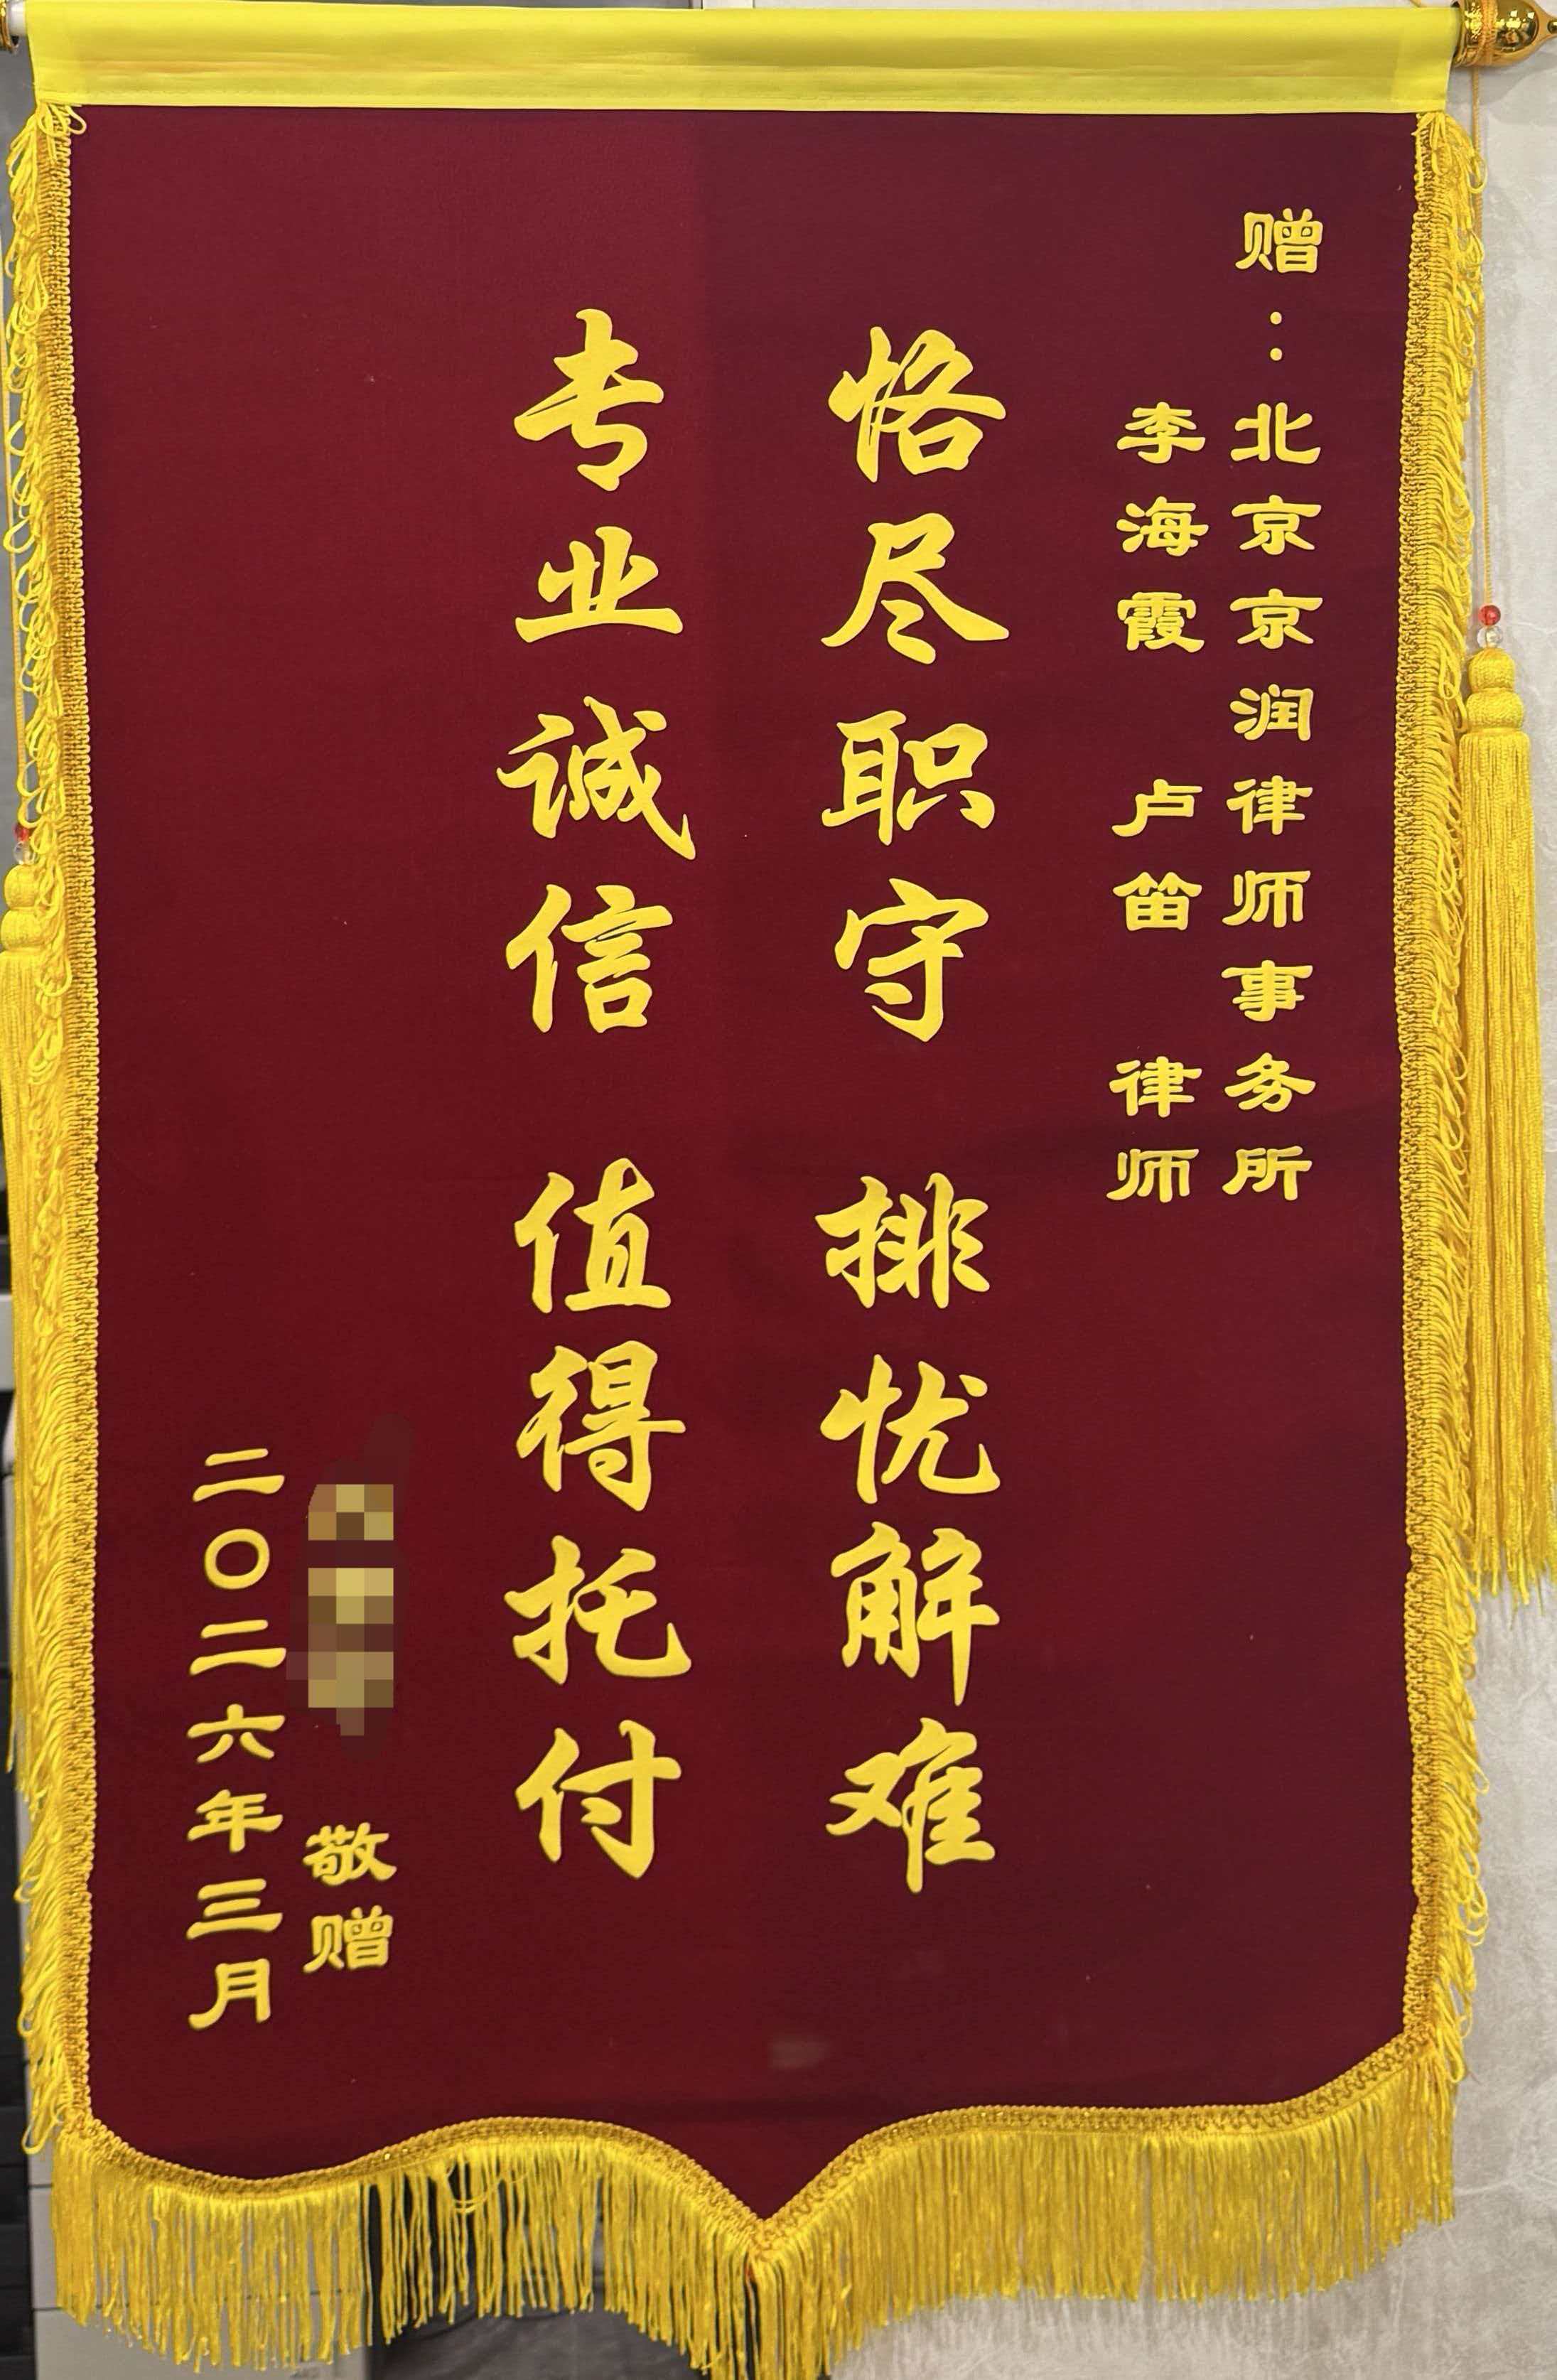 赠：北京京润律师事务所
李海霞 卢笛 律师
恪尽职守 排忧解难
专业诚信 值得托付
敬赠
二〇二六年三月